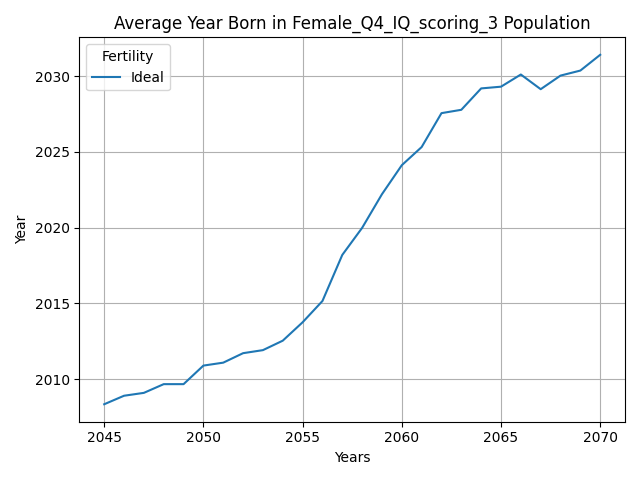 Average Year Born in Female_Q4_IQ_scoring_3 Population
Fertility
Ideal
2030
2025
2020
2015
2010
Year
2045 2050 2055 2060 2065 2070
Years